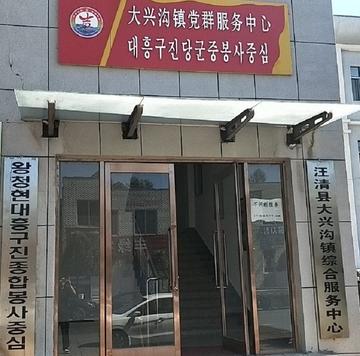 大兴沟镇党群服务中心
대흥구진당군중봉사중심
왕청현대흥구진종합봉사중심
汪清县大兴沟镇综合服务中心